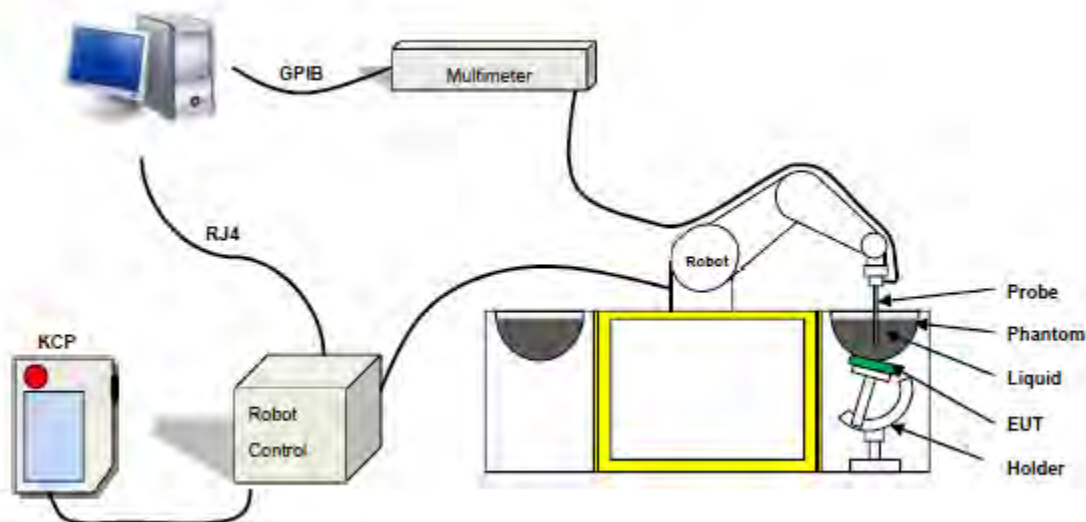 GPIB
Multimeter
RJ4
Robot
Probe
Phantom
KCP
Liquid
Robot
Control
EUT
Holder